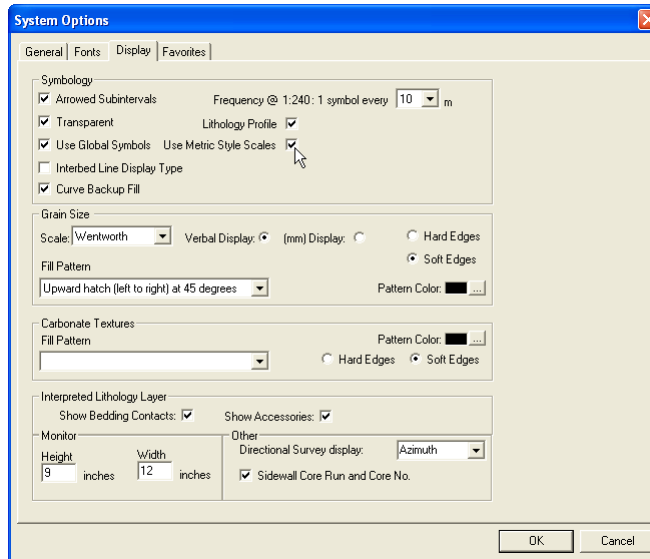 System Options
General Fonts Display Favorites
Symbology
Arrowed Subintervals Frequency @ 1:240: 1 symbol every 10 m
Transparent Lithology Profile
Use Global Symbols Use Metric Style Scales
Interbed Line Display Type
Curve Backup Fill
Grain Size
Scale: Wentworth Verbal Display: (mm) Display: Hard Edges
Soft Edges
Fill Pattern
Upward hatch (left to right) at 45 degrees Pattern Color: ...
Carbonate Textures
Fill Pattern Pattern Color: ...
Hard Edges Soft Edges
Interpreted Lithology Layer
Show Bedding Contacts: Show Accessories:
Monitor Other
Height Width Directional Survey display: Azimuth
9 inches 12 inches
Sidewall Core Run and Core No.
OK Cancel